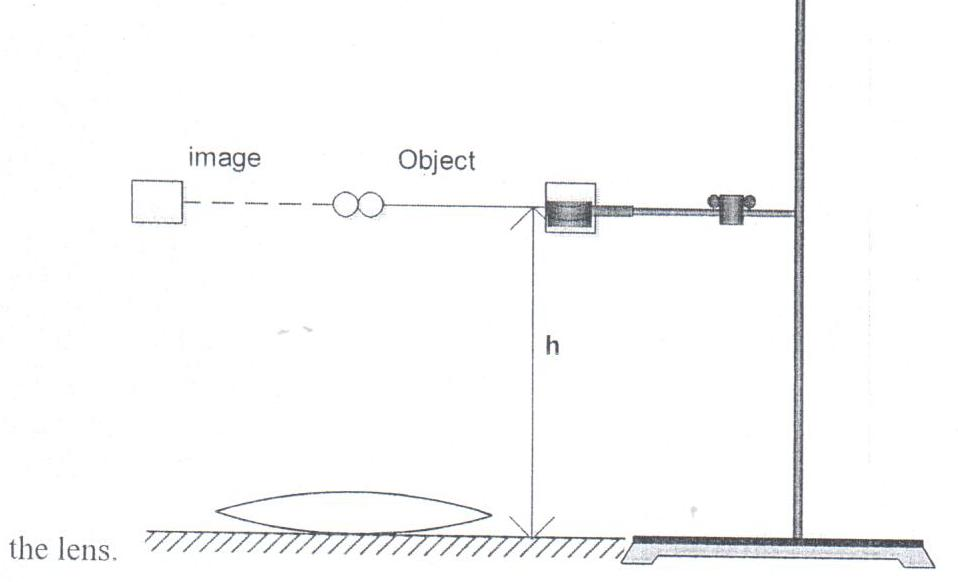 image
Object
h
the lens.